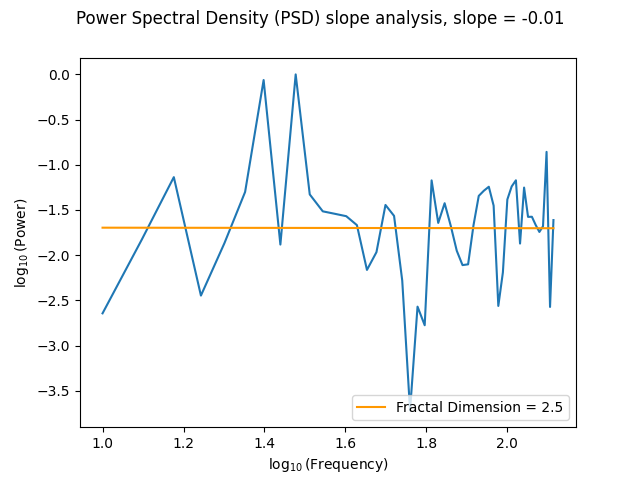 Power Spectral Density (PSD) slope analysis, slope = -0.01
0.0
−0.5
−1.0
−1.5
−2.0
−2.5
−3.0
−3.5
log₁₀(Power)
1.0 1.2 1.4 1.6 1.8 2.0
log₁₀(Frequency)
Fractal Dimension = 2.5